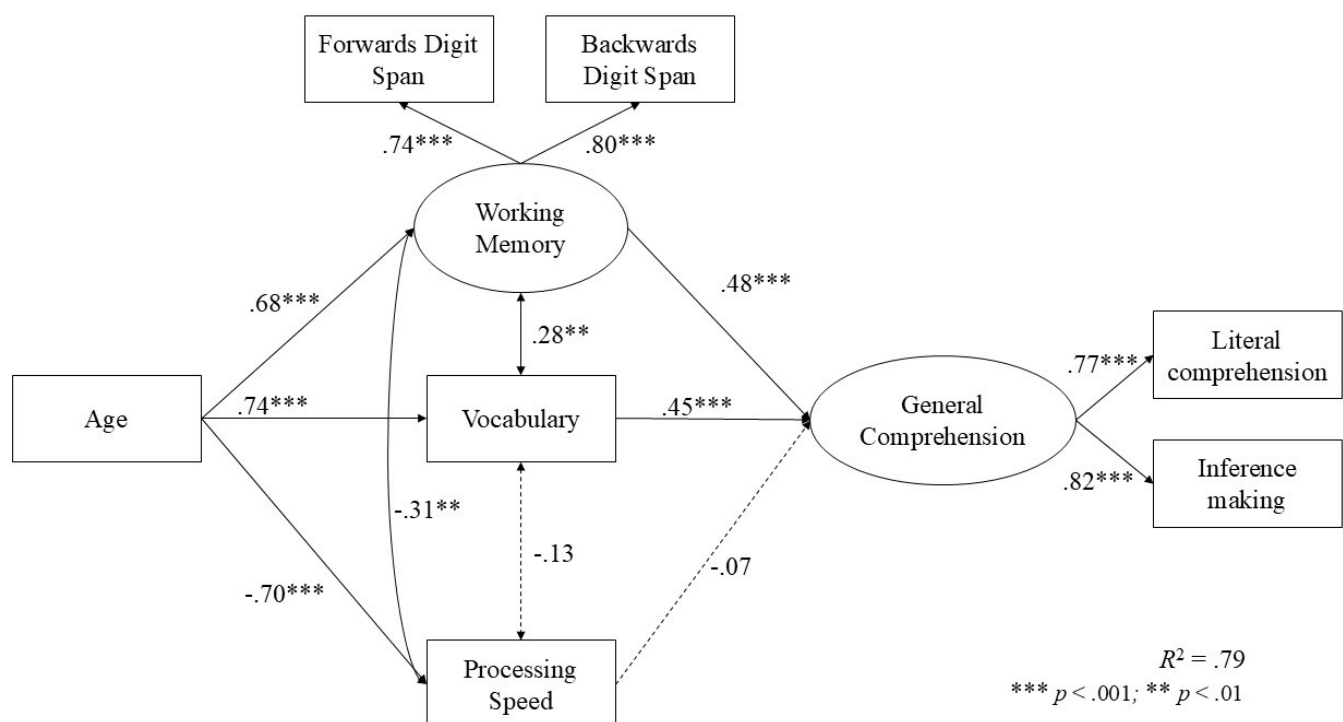 Forwards Digit
Span
Backwards
Digit Span
.74***
.80***
Working
Memory
.68***
.48***
.28**
Age
.74***
Vocabulary
.45***
General
Comprehension
.77***
Literal
comprehension
.82***
Inference
making
-.31**
-.13
-.07
-.70***
Processing
Speed
R² = .79
*** p < .001; ** p < .01